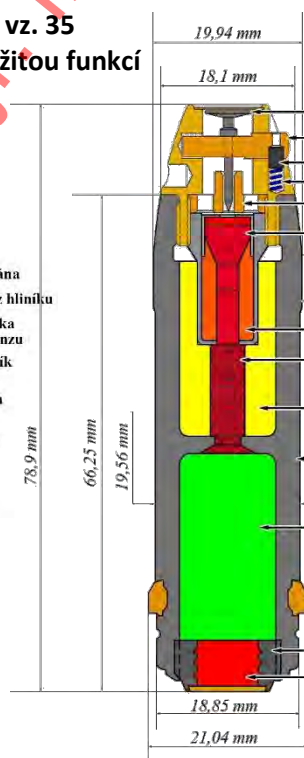 vz. 35
žitou funkcí
19,94 mm
18,1 mm
ána
z hliníku
ka
nzu
ík
78,9 mm
66,25 mm
19,56 mm
18,85 mm
21,04 mm